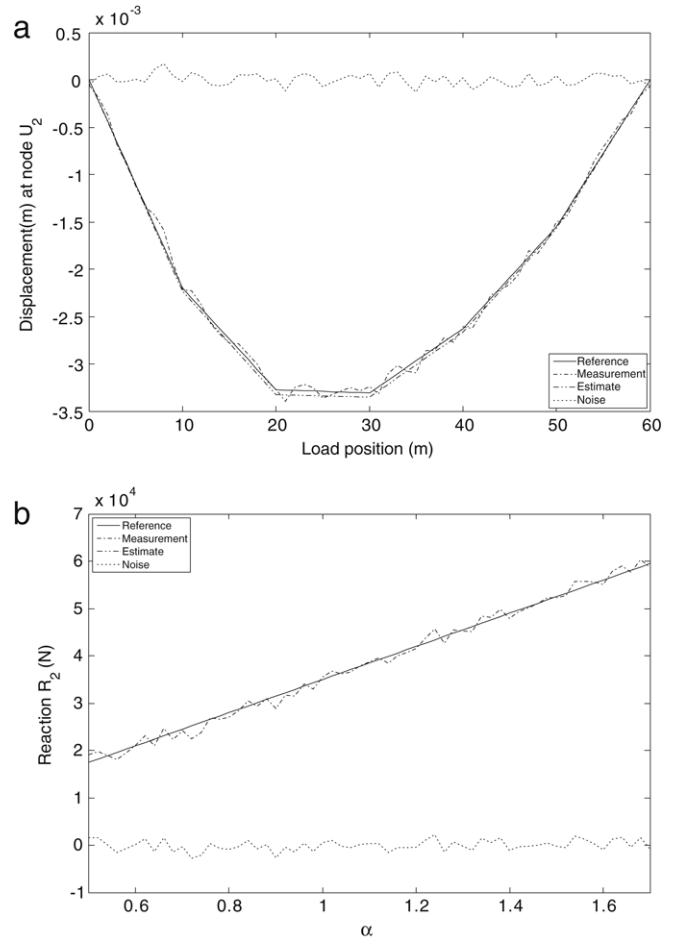 a
x 10-3
0.5
0
-0.5
-1
-1.5
-2
-2.5
-3
-3.5
Displacement(m) at node U2
Reference
Measurement
Estimate
Noise
0 10 20 30 40 50 60
Load position (m)
b
x 104
7
6
5
4
3
2
1
0
-1
Reaction R2 (N)
Reference
Measurement
Estimate
Noise
0.6 0.8 1 1.2 1.4 1.6
α